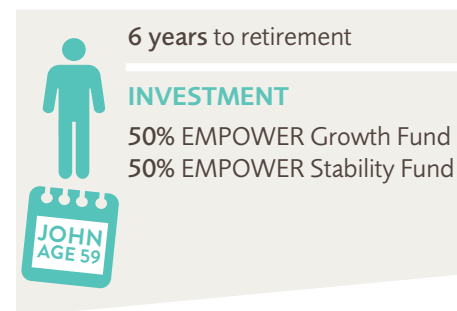 6 years to retirement
INVESTMENT
50% EMPOWER Growth Fund
50% EMPOWER Stability Fund
JOHN
AGE 59